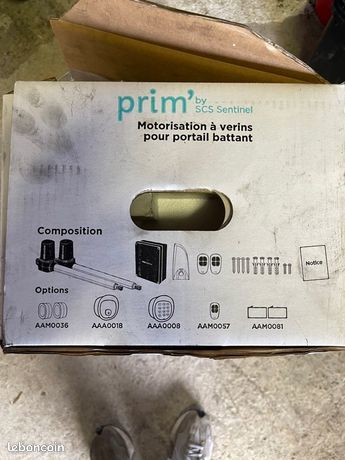 prim' by
SCS Sentinel
Motorisation à verins
pour portail battant
Composition
Notice
Options
AAM0036 AAA0018 AAA0008 AAM0057 AAM0081
leboncoin